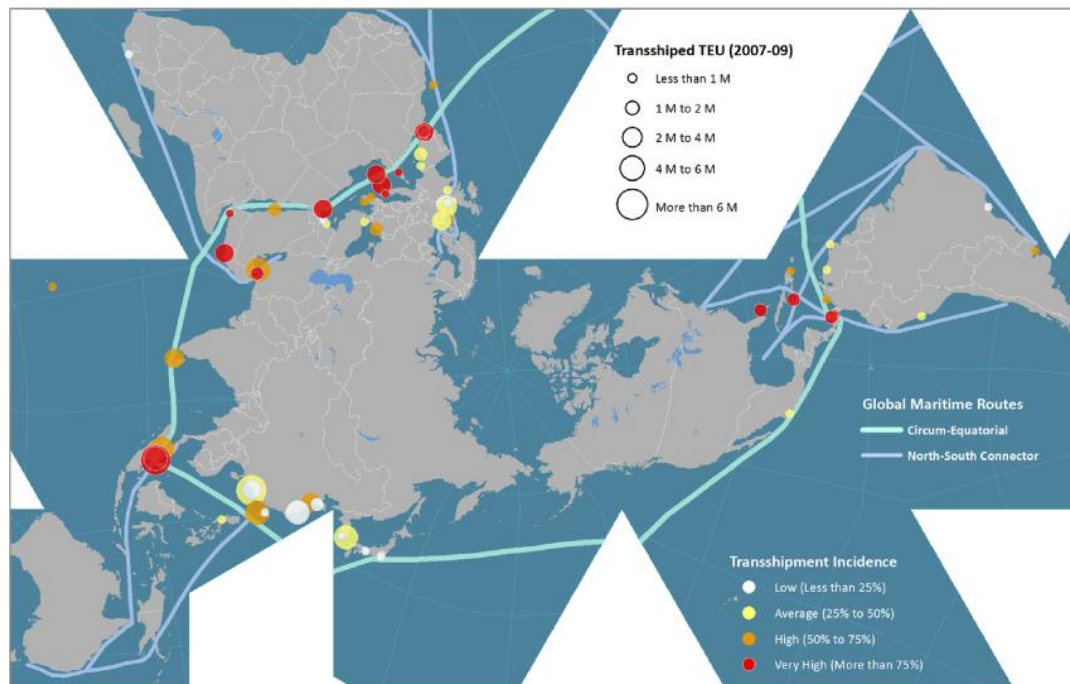 Transshiped TEU (2007-09)
Less than 1 M
1 M to 2 M
2 M to 4 M
4 M to 6 M
More than 6 M
Global Maritime Routes
Circum-Equatorial
North-South Connector
Transshipment Incidence
Low (Less than 25%)
Average (25% to 50%)
High (50% to 75%)
Very High (More than 75%)